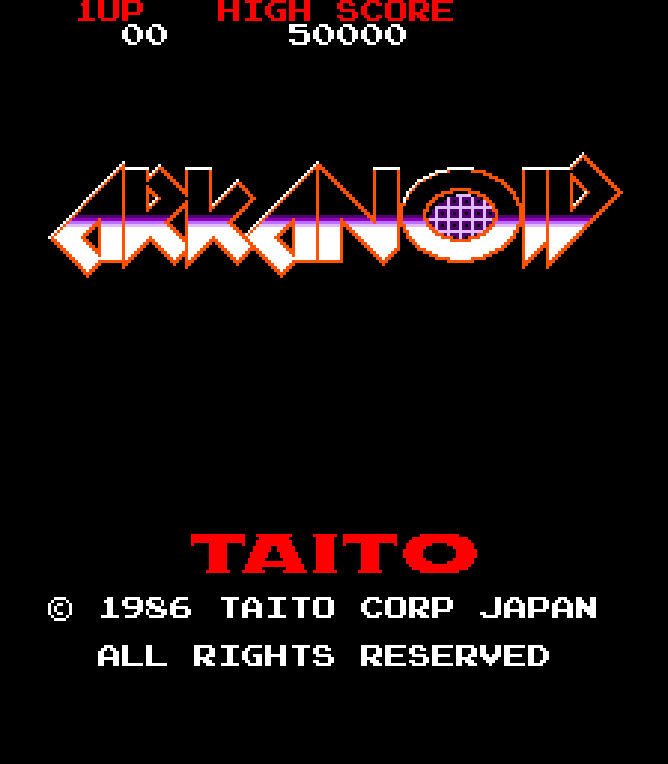 1UP HIGH SCORE
00 50000
ARKANOID
TAITO
© 1986 TAITO CORP JAPAN
ALL RIGHTS RESERVED